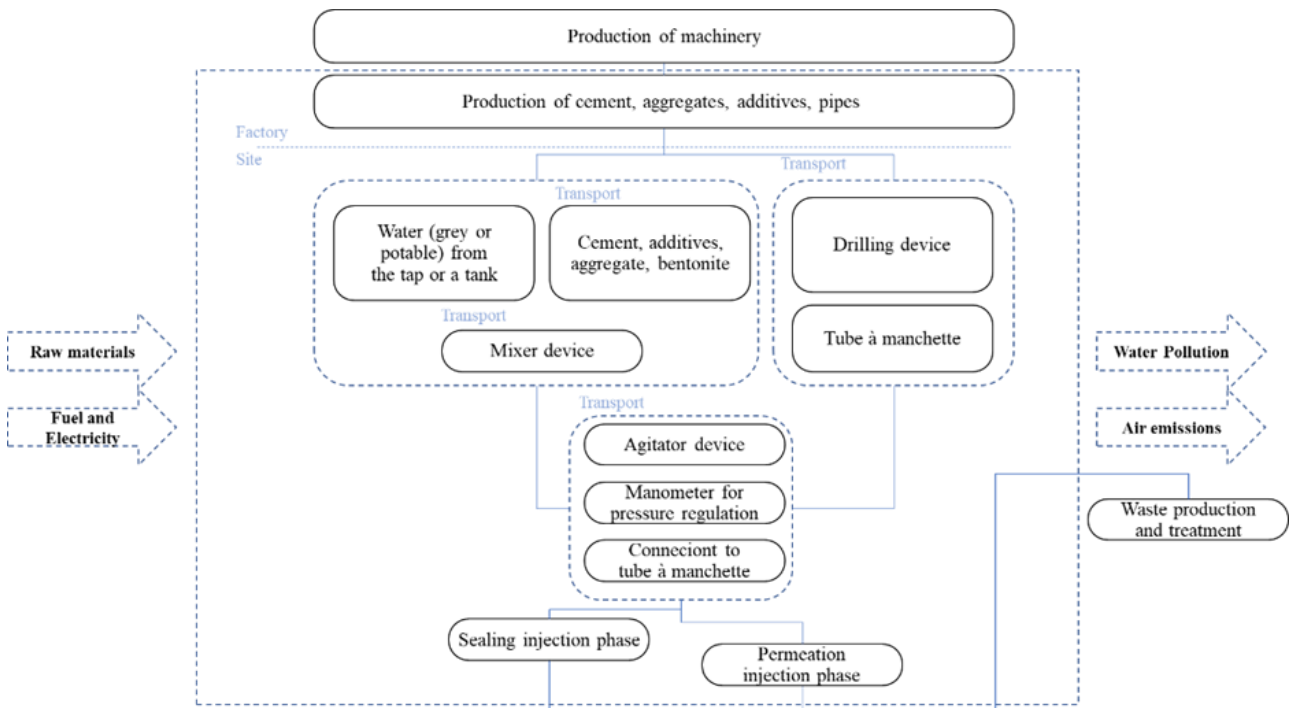 Production of machinery
Production of cement, aggregates, additives, pipes
Factory
Site
Transport
Transport
Water (grey or
potable) from
the tap or a tank
Cement, additives,
aggregate, bentonite
Drilling device
Transport
Mixer device
Tube à manchette
Raw materials
Fuel and
Electricity
Water Pollution
Air emissions
Transport
Agitator device
Manometer for
pressure regulation
Conneciont to
tube à manchette
Waste production
and treatment
Sealing injection phase
Permeation
injection phase